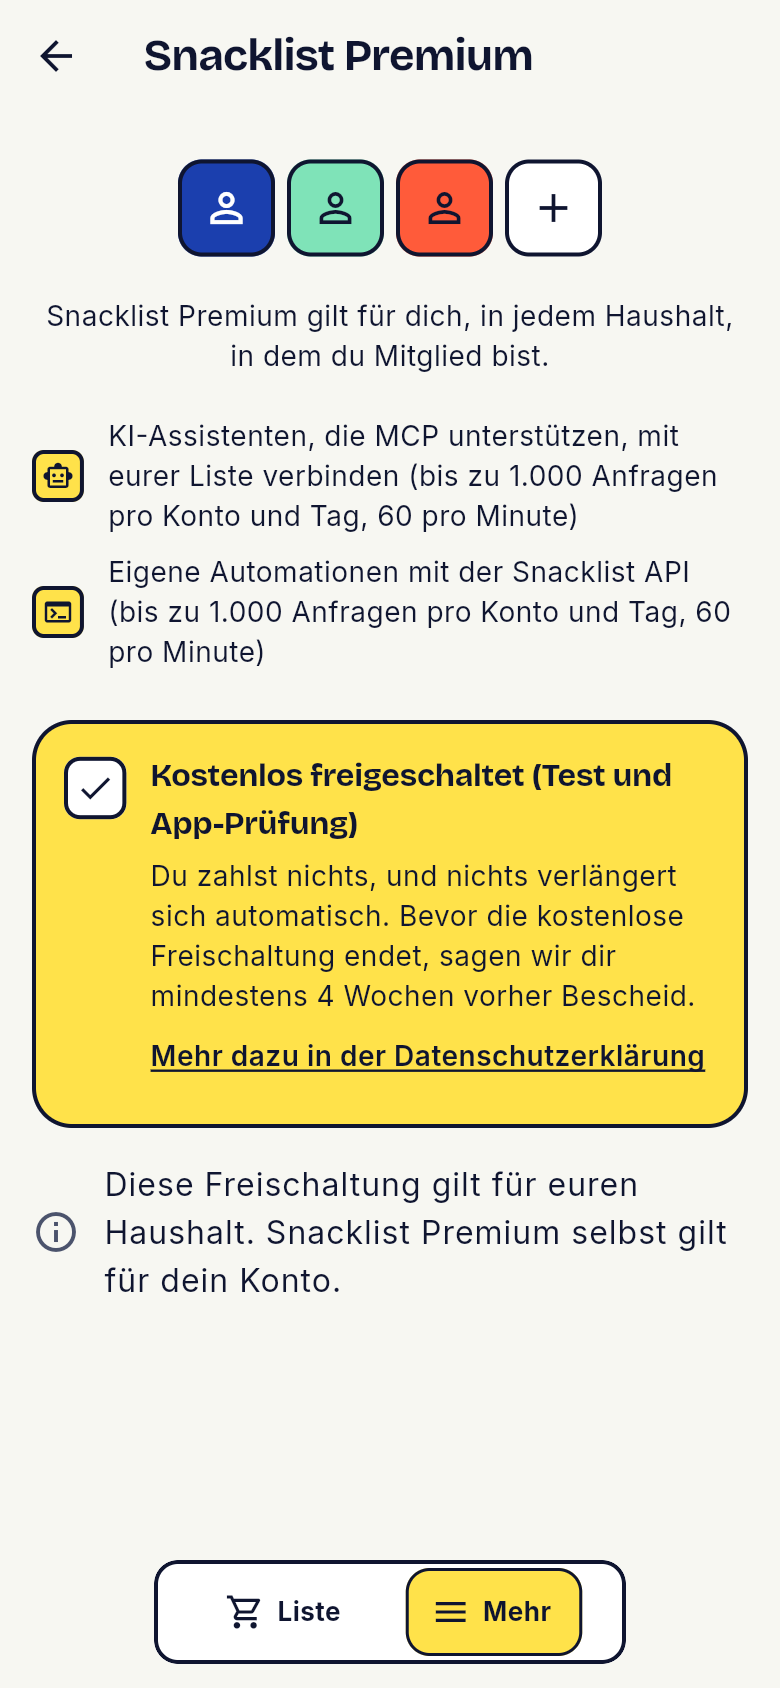 Snacklist Premium
Snacklist Premium gilt für dich, in jedem Haushalt,
in dem du Mitglied bist.
KI-Assistenten, die MCP unterstützen, mit
eurer Liste verbinden (bis zu 1.000 Anfragen
pro Konto und Tag, 60 pro Minute)
Eigene Automationen mit der Snacklist API
(bis zu 1.000 Anfragen pro Konto und Tag, 60
pro Minute)
Kostenlos freigeschaltet (Test und
App-Prüfung)
Du zahlst nichts, und nichts verlängert
sich automatisch. Bevor die kostenlose
Freischaltung endet, sagen wir dir
mindestens 4 Wochen vorher Bescheid.
Mehr dazu in der Datenschutzerklärung
Diese Freischaltung gilt für euren
Haushalt. Snacklist Premium selbst gilt
für dein Konto.
Liste
Mehr